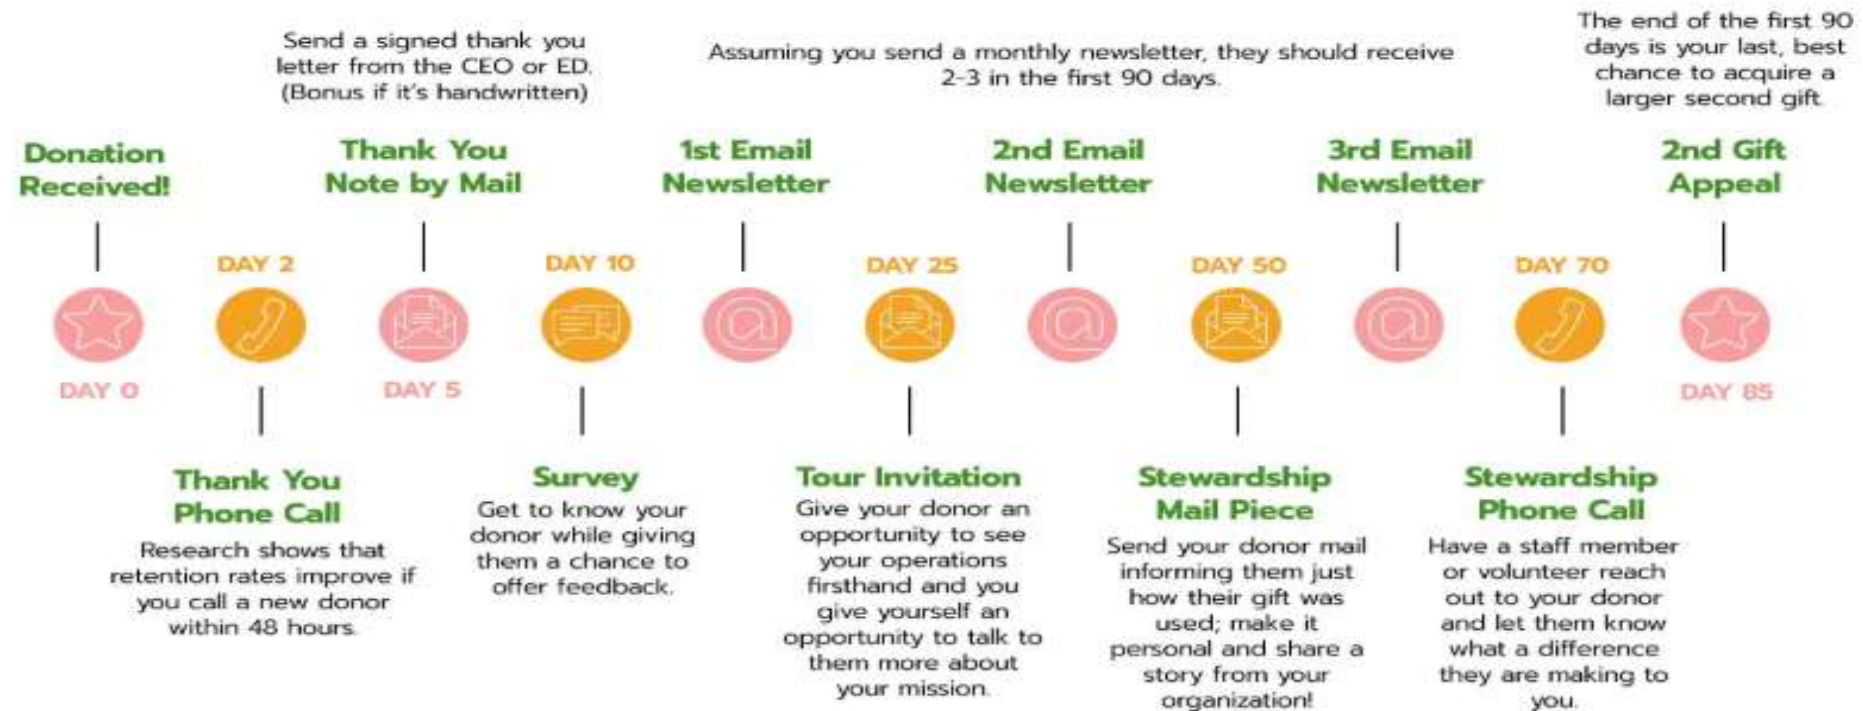 Send a signed thank you
letter from the CEO or ED.
(Bonus if it's handwritten)
Assuming you send a monthly newsletter, they should receive
2-3 in the first 90 days.
The end of the first 90
days is your last, best
chance to acquire a
larger second gift.
Donation
Received!
Thank You
Note by Mail
1st Email
Newsletter
2nd Email
Newsletter
3rd Email
Newsletter
2nd Gift
Appeal
DAY 2
DAY 10
DAY 25
DAY 50
DAY 70
DAY 0
DAY 5
DAY 85
Thank You
Phone Call
Research shows that
retention rates improve if
you call a new donor
within 48 hours.
Survey
Get to know your
donor while giving
them a chance to
offer feedback.
Tour Invitation
Give your donor an
opportunity to see
your operations
firsthand and you
give yourself an
opportunity to talk to
them more about
your mission.
Stewardship
Mail Piece
Send your donor mail
informing them just
how their gift was
used; make it
personal and share a
story from your
organization!
Stewardship
Phone Call
Have a staff member
or volunteer reach
out to your donor
and let them know
what a difference
they are making to
you.